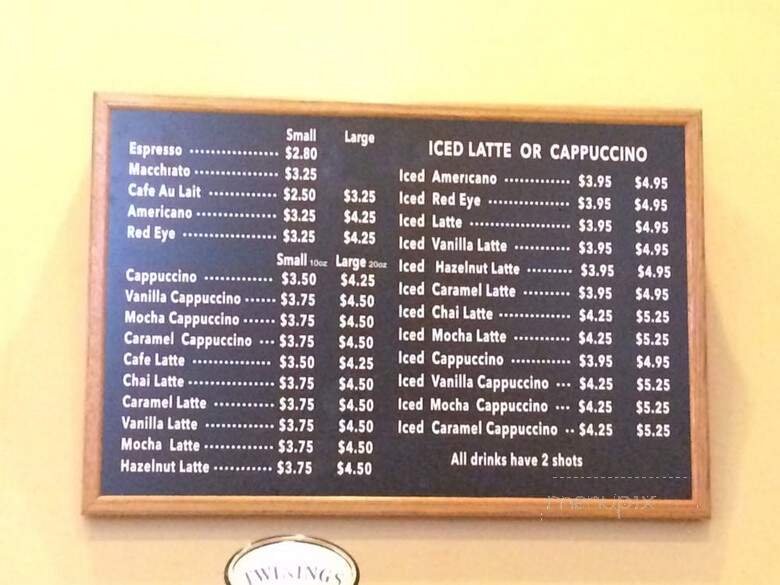 Small Large
Espresso $2.80
Macchiato $3.25
Cafe Au Lait $2.50 $3.25
Americano $3.25 $4.25
Red Eye $3.25 $4.25
Small 10oz Large 20oz
Cappuccino $3.50 $4.25
Vanilla Cappuccino $3.75 $4.50
Mocha Cappuccino $3.75 $4.50
Caramel Cappuccino $3.75 $4.50
Cafe Latte $3.50 $4.25
Chai Latte $3.75 $4.50
Caramel Latte $3.75 $4.50
Vanilla Latte $3.75 $4.50
Mocha Latte $3.75 $4.50
Hazelnut Latte $3.75 $4.50
ICED LATTE OR CAPPUCCINO
Iced Americano $3.95 $4.95
Iced Red Eye $3.95 $4.95
Iced Latte $3.95 $4.95
Iced Vanilla Latte $3.95 $4.95
Iced Hazelnut Latte $3.95 $4.95
Iced Caramel Latte $3.95 $4.95
Iced Chai Latte $4.25 $5.25
Iced Mocha Latte $4.25 $5.25
Iced Cappuccino $3.95 $4.95
Iced Vanilla Cappuccino $4.25 $5.25
Iced Mocha Cappuccino $4.25 $5.25
Iced Caramel Cappuccino $4.25 $5.25
All drinks have 2 shots
menupix
TWININGS